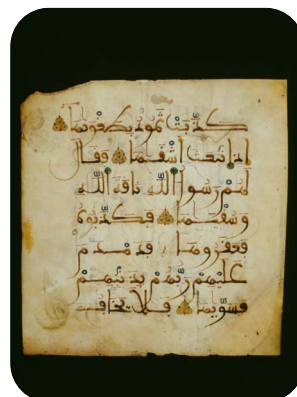 كذبت ثمود بطغويها
اذ انبعث اشقيها فقا
ل لهم رسول الله ناقة الله
وسقيها فكذبوه
فعقروها فدمدم
عليهم ربهم بذنبهم
فسويها فلا يخاف